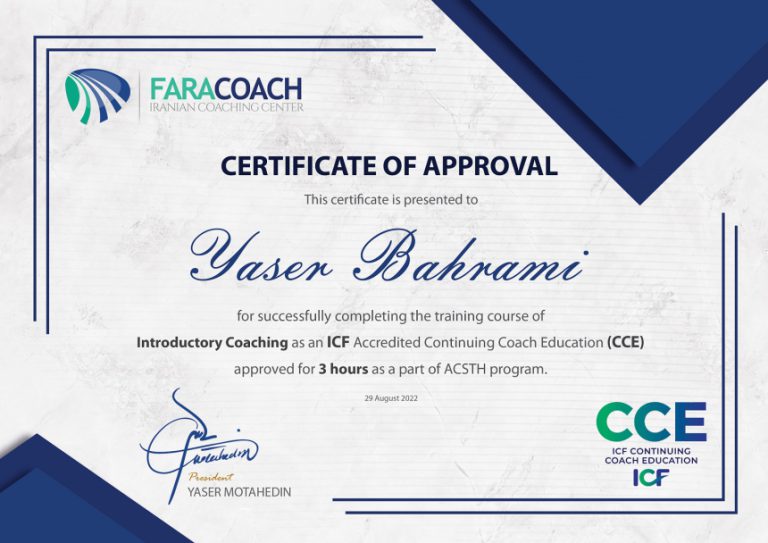 FARACOACH
IRANIAN COACHING CENTER
CERTIFICATE OF APPROVAL
This certificate is presented to
Yaser Bahrami
for successfully completing the training course of
Introductory Coaching as an ICF Accredited Continuing Coach Education (CCE)
approved for 3 hours as a part of ACSTH program.
29 August 2022
Motahedin
President
YASER MOTAHEDIN
CCE
ICF CONTINUING
COACH EDUCATION
ICF